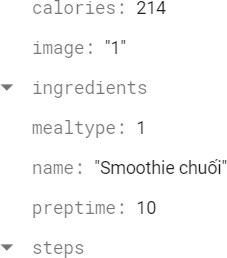 calories: 214
image: "1"
ingredients
mealtype: 1
name: "Smoothie chuối"
preptime: 10
steps